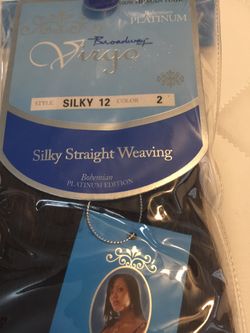 PLATINUM
Broadway
Virgo
STYLE SILKY 12 COLOR 2
Silky Straight Weaving
Bohemian
PLATINUM EDITION